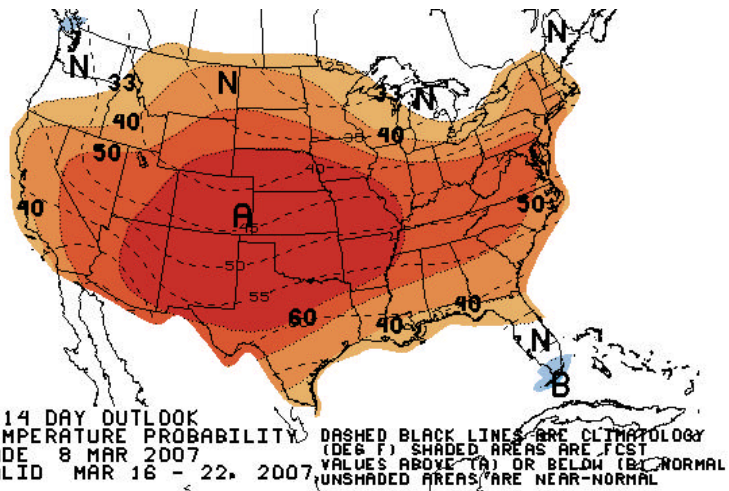 N
N
33
N
33
N
25
40
35
40
50
40
40
A
45
50
50
55
60
40
40
N
B
14 DAY OUTLOOK
MPERATURE PROBABILITY
DE 8 MAR 2007
LID MAR 16 - 22, 2007
DASHED BLACK LINES ARE CLIMATOLOGY
(DEG F) SHADED AREAS ARE FCST
VALUES ABOVE (A) OR BELOW (B) NORMAL
UNSHADED AREAS ARE NEAR-NORMAL